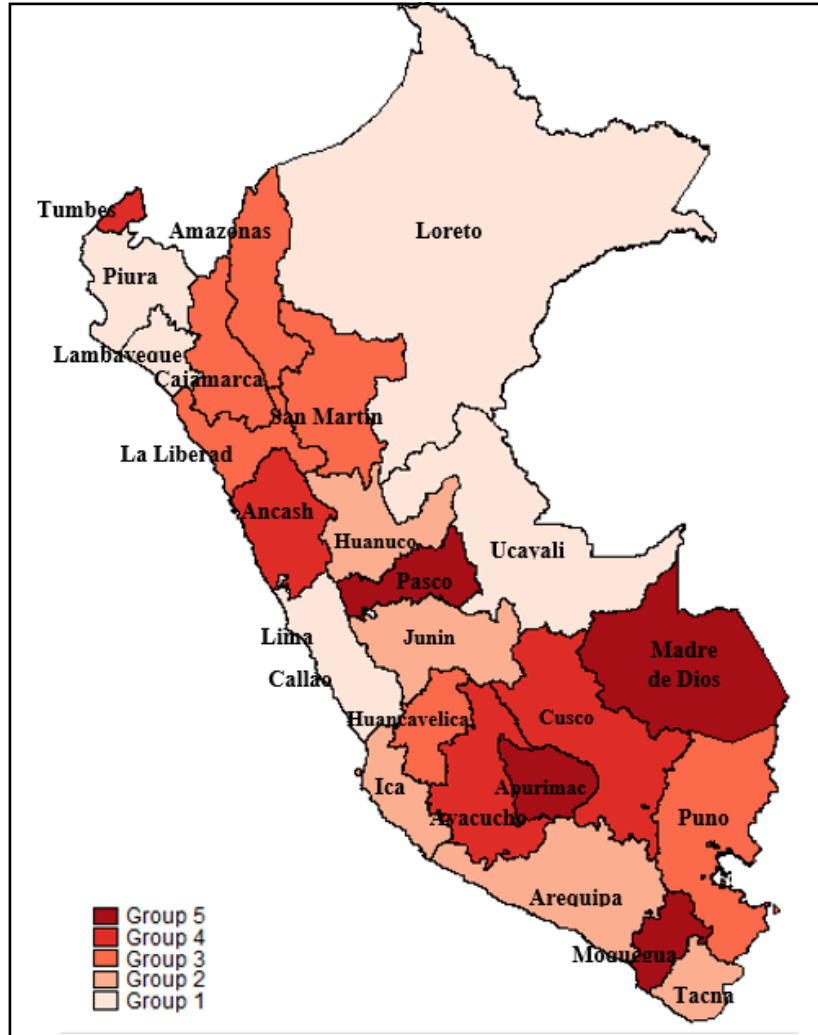 Tumbes
Amazonas
Loreto
Piura
Lambayeque
Cajamarca
San Martin
La Liberad
Ancash
Huanuco
Ucayali
Pasco
Lima
Junin
Madre
de Dios
Callao
Huancavelica
Cusco
Ica
Apurimac
Ayacucho
Puno
Arequipa
Moquegua
Tacna
Group 5
Group 4
Group 3
Group 2
Group 1